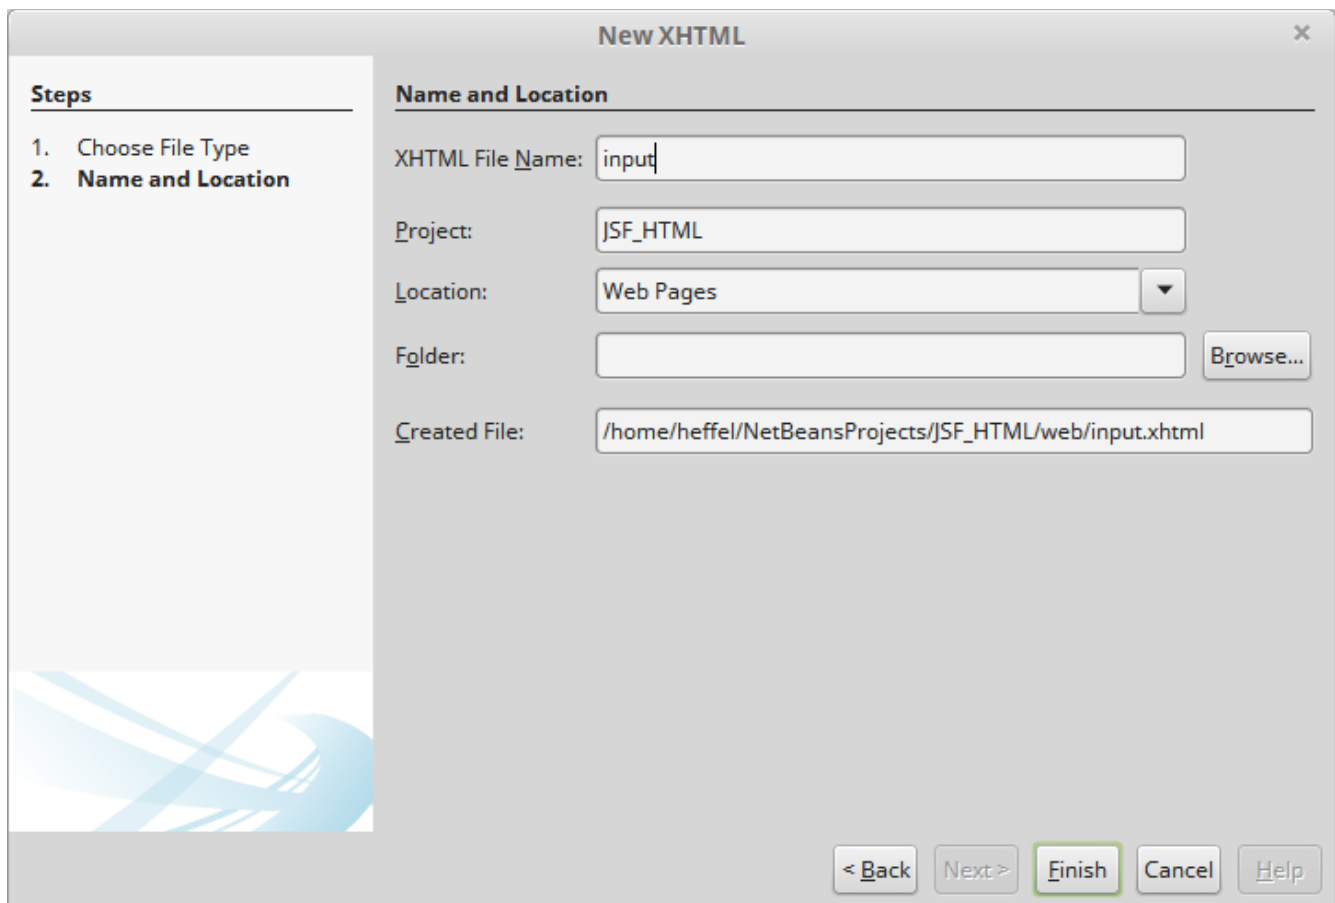 New XHTML
Steps
1. Choose File Type
2. Name and Location
Name and Location
XHTML File Name: input
Project: JSF_HTML
Location: Web Pages
Folder: Browse...
Created File: /home/heffel/NetBeansProjects/JSF_HTML/web/input.xhtml
< Back Next > Finish Cancel Help